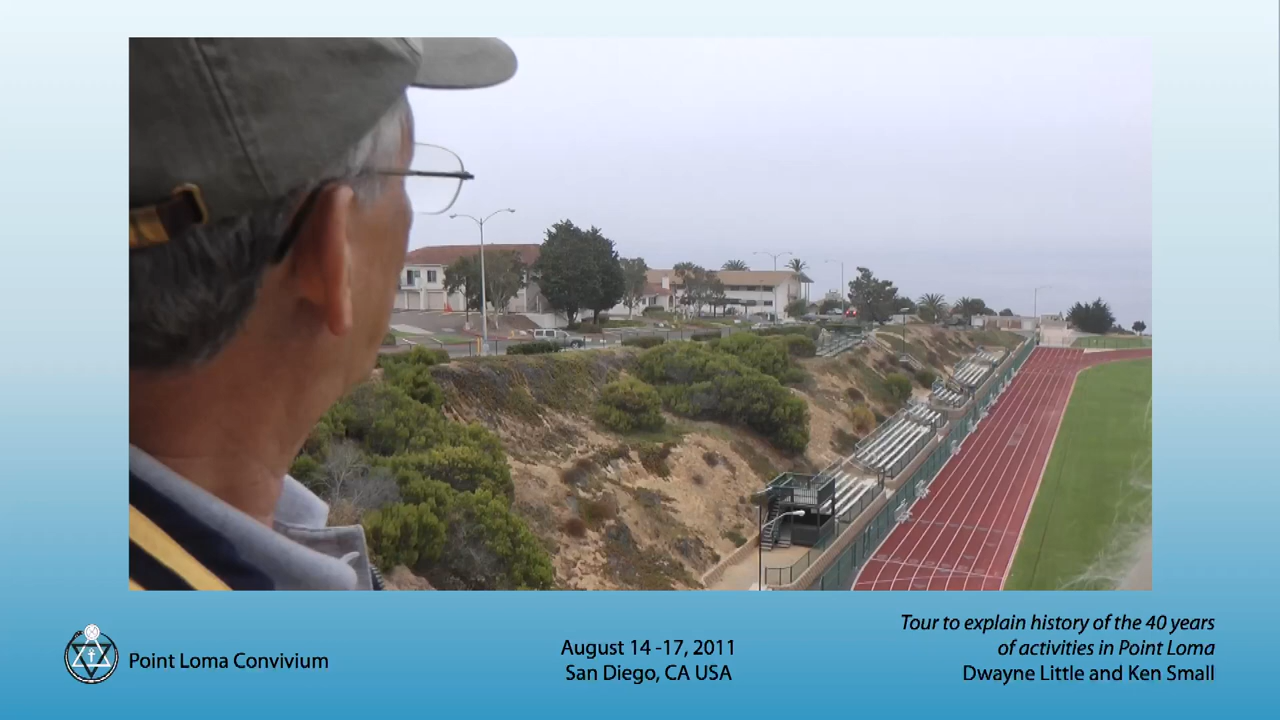 Point Loma Convivium
August 14 -17, 2011
San Diego, CA USA
Tour to explain history of the 40 years
of activities in Point Loma
Dwayne Little and Ken Small